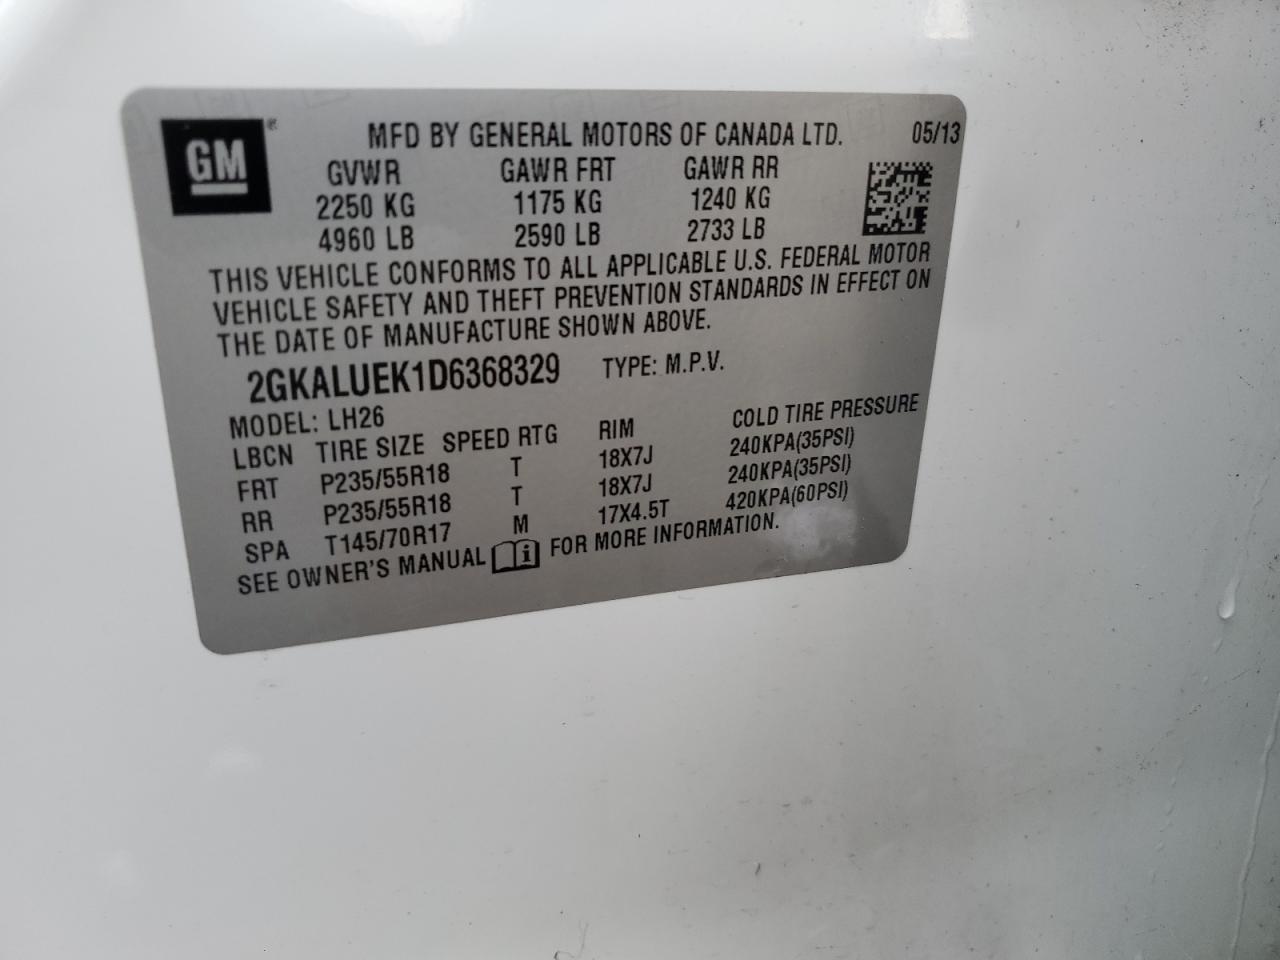 GM ® MFD BY GENERAL MOTORS OF CANADA LTD. 05/13
GVWR GAWR FRT GAWR RR
2250 KG 1175 KG 1240 KG
4960 LB 2590 LB 2733 LB
THIS VEHICLE CONFORMS TO ALL APPLICABLE U.S. FEDERAL MOTOR
VEHICLE SAFETY AND THEFT PREVENTION STANDARDS IN EFFECT ON
THE DATE OF MANUFACTURE SHOWN ABOVE.
2GKALUEK1D6368329 TYPE: M.P.V.
MODEL: LH26
LBCN TIRE SIZE SPEED RTG RIM COLD TIRE PRESSURE
FRT P235/55R18 T 18X7J 240KPA(35PSI)
RR P235/55R18 T 18X7J 240KPA(35PSI)
SPA T145/70R17 M 17X4.5T 420KPA(60PSI)
SEE OWNER'S MANUAL i FOR MORE INFORMATION.